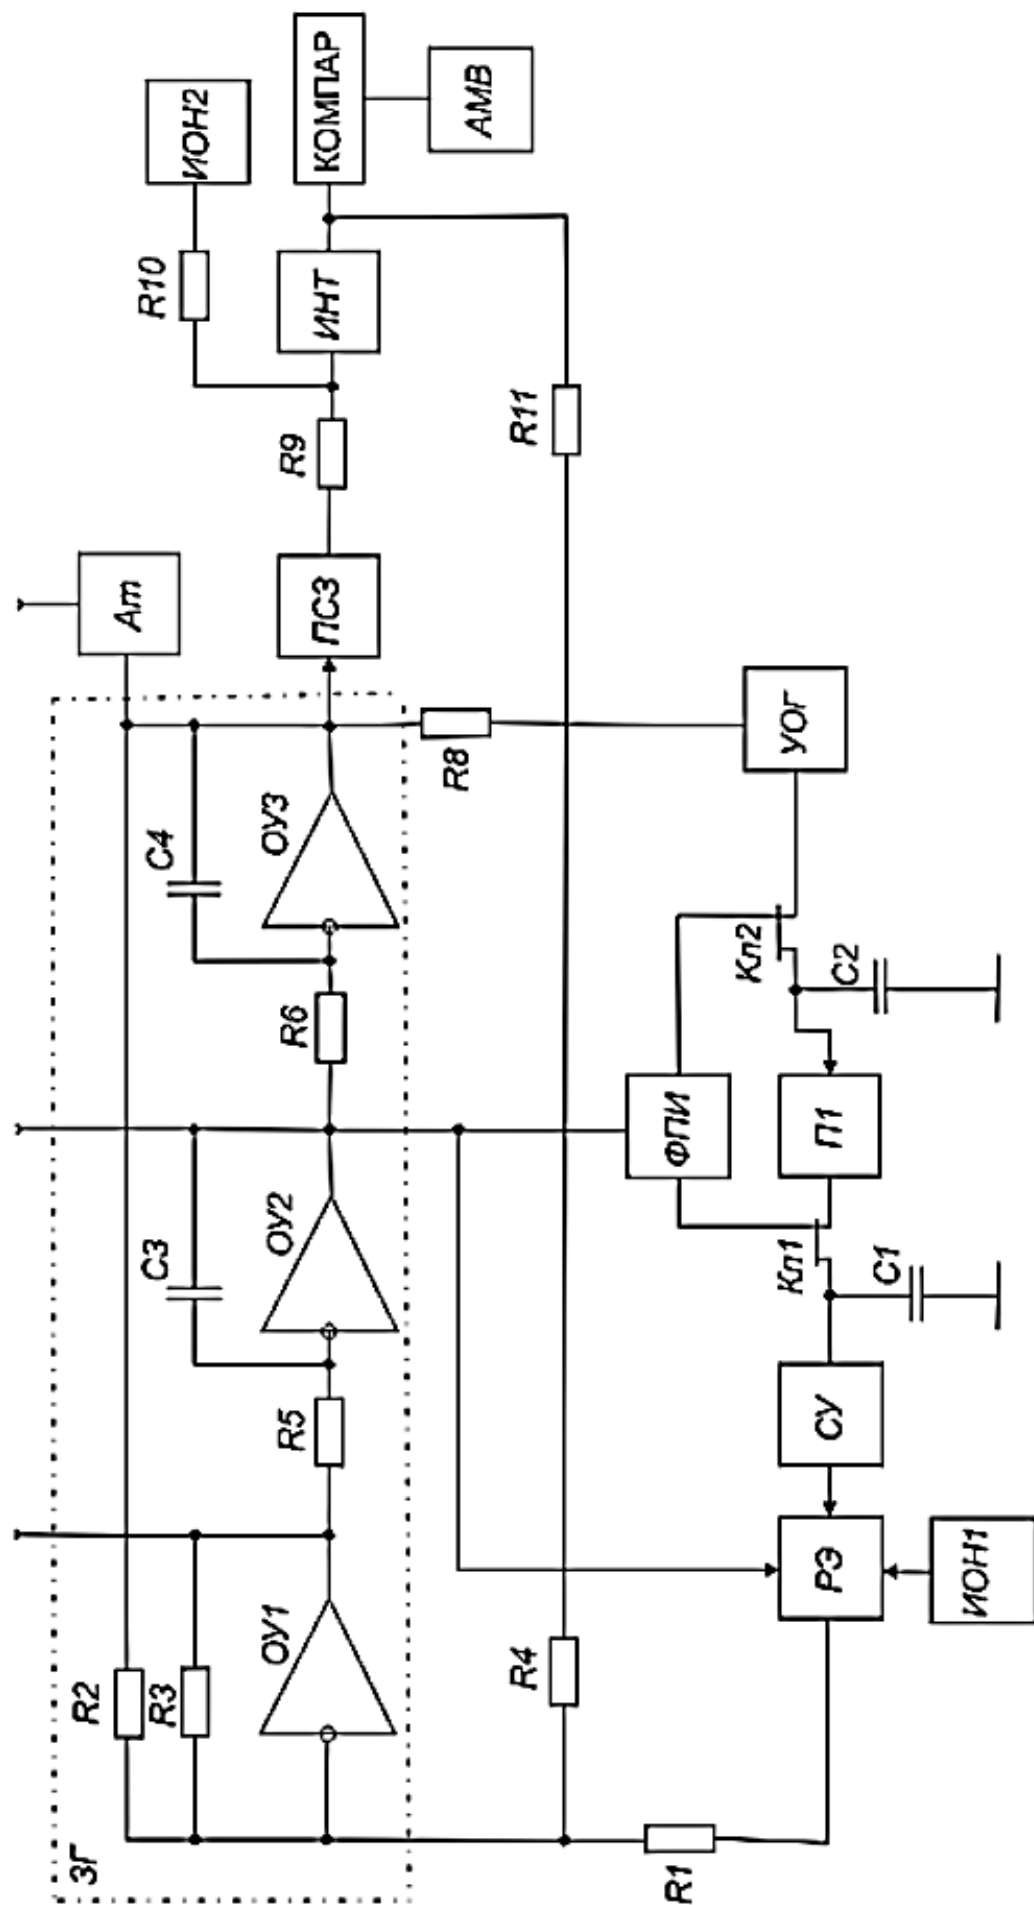 ЗГ
R2
R3
ОУ1
R5
C3
ОУ2
R6
C4
ОУ3
Ат
ПСЗ
R9
R10
ИОН2
ИНТ
КОМПАР
АМВ
R8
R11
R4
R1
УОГ
ФПИ
Кл2
C2
П1
Кл1
C1
СУ
РЭ
ИОН1